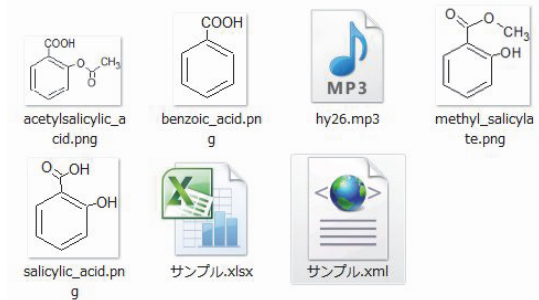 COOH
O
O
CH3
acetylsalicylic_a
cid.png
COOH
benzoic_acid.pn
g
MP3
hy26.mp3
O
O
CH3
OH
methyl_salicyla
te.png
O
OH
OH
salicylic_acid.pn
g
X
サンプル.xlsx
< >
サンプル.xml